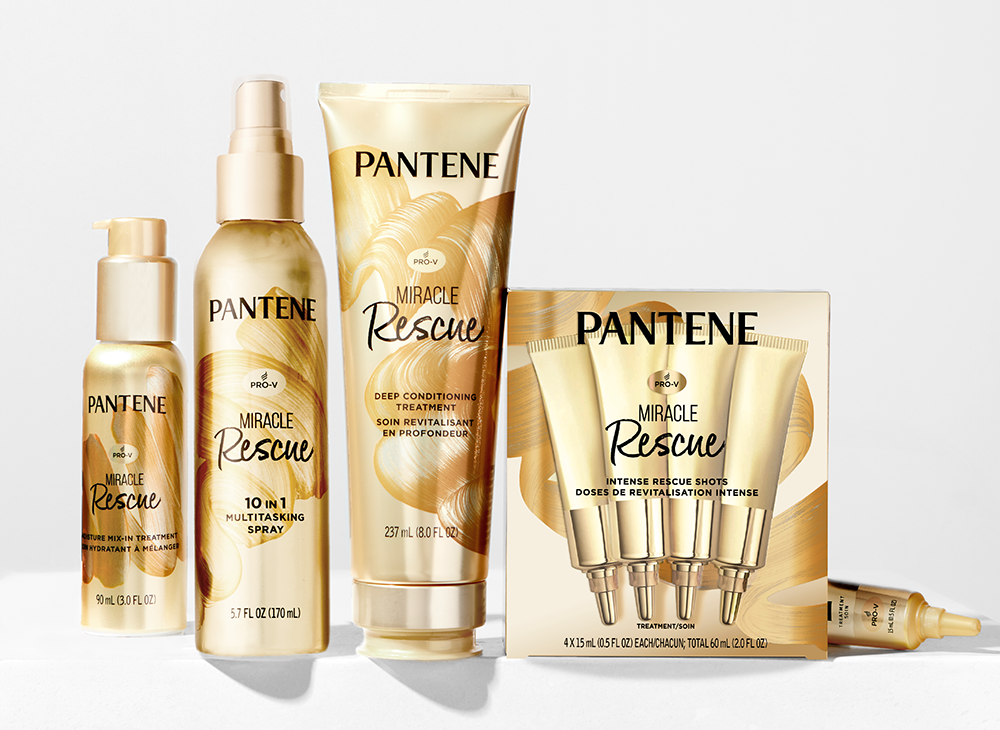 PANTENE
PRO-V
MIRACLE
Rescue
MOISTURE MIX-IN TREATMENT
HYDRATANT À MÉLANGER
90 mL (3.0 FL OZ)
PANTENE
PRO-V
MIRACLE
Rescue
10 IN 1
MULTITASKING
SPRAY
5.7 FL OZ (170 mL)
PANTENE
PRO-V
MIRACLE
Rescue
DEEP CONDITIONING
TREATMENT
SOIN REVITALISANT
EN PROFONDEUR
237 mL (8.0 FL OZ)
PANTENE
PRO-V
MIRACLE
Rescue
INTENSE RESCUE SHOTS
DOSES DE REVITALISATION INTENSE
TREATMENT/SOIN
4 X 15 mL (0.5 FL OZ) EACH/CHACUN; TOTAL 60 mL (2.0 FL OZ)
TREATMENT
SOIN
PRO-V
15 mL (0.5 FL OZ)